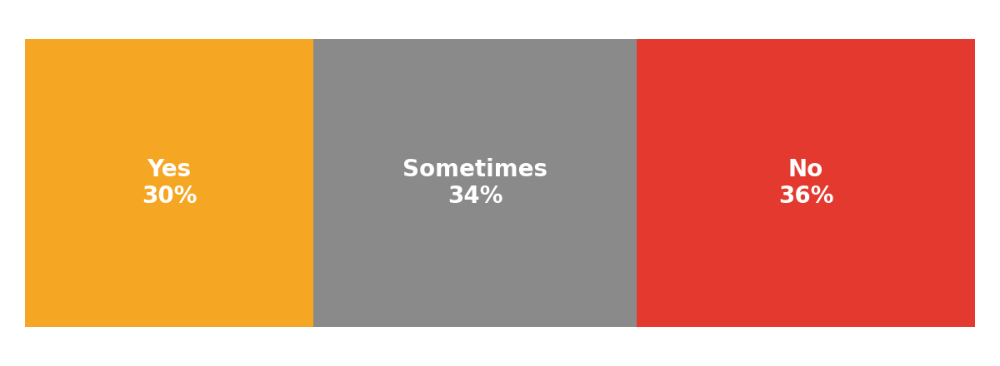 Yes
30%
Sometimes
34%
No
36%